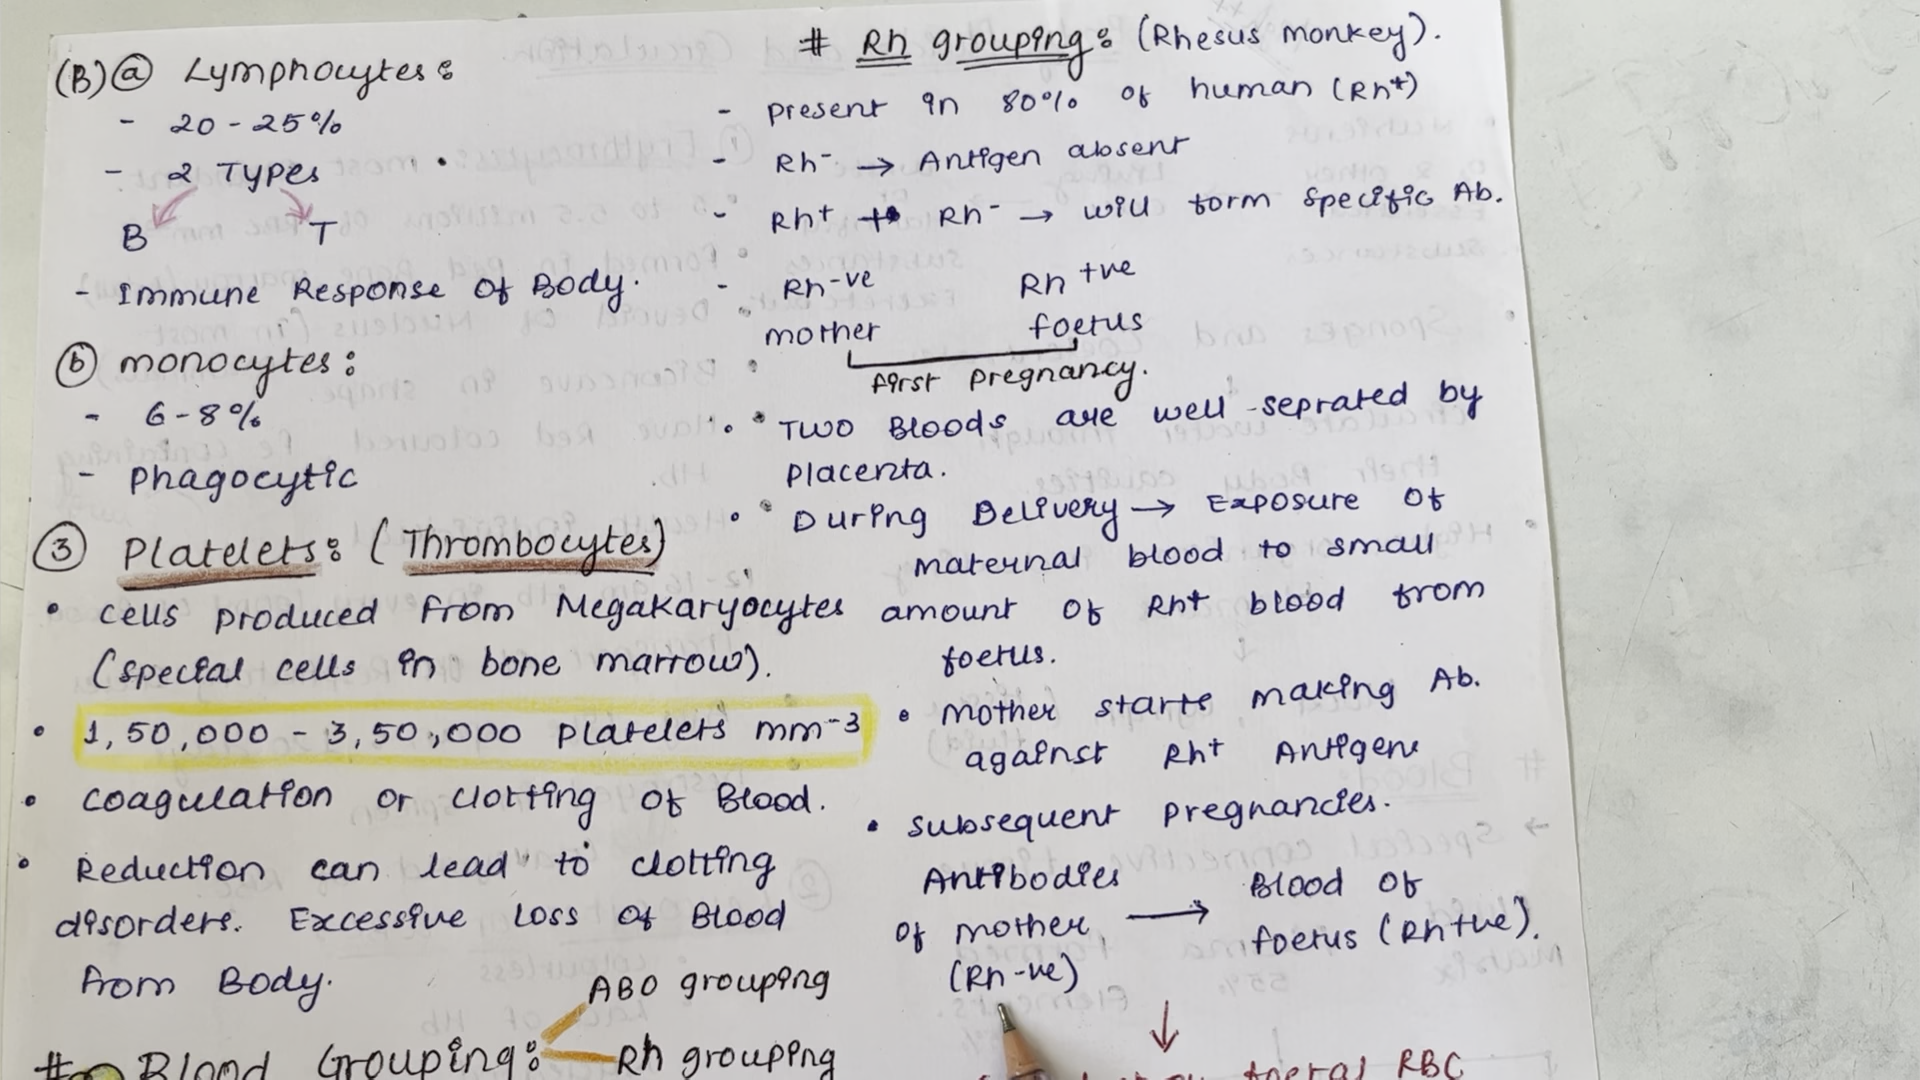 (B) ⓐ Lymphocytes:
- 20 - 25%
- 2 Types
B T
- Immune Response of Body.
ⓑ monocytes:
- 6-8%
- Phagocytic
③ Platelets: (Thrombocytes)
• cells produced from Megakaryocytes
(special cells in bone marrow).
• 1,50,000 - 3,50,000 Platelets mm-3
• coagulation or clotting of Blood.
• Reduction can lead to clotting
disorders. Excessive loss of Blood
from Body.
# Blood Grouping:
ABO grouping
Rh grouping
# Rh grouping: (Rhesus monkey).
- present in 80% of human (Rh+)
- Rh- → Antigen absent
- Rh+ + Rh- → will form specific Ab.
- Rh-ve Rh +ve
mother foetus
first pregnancy.
• Two Bloods are well seprated by
placenta.
• During Delivery → Exposure of
maternal blood to small
amount of Rh+ blood from
foetus.
• mother starts making Ab.
against Rh+ Antigen
• subsequent pregnancies.
Antibodies → Blood of
of mother foetus (Rh+ve).
(Rh-ve)
↓
foetal RBC